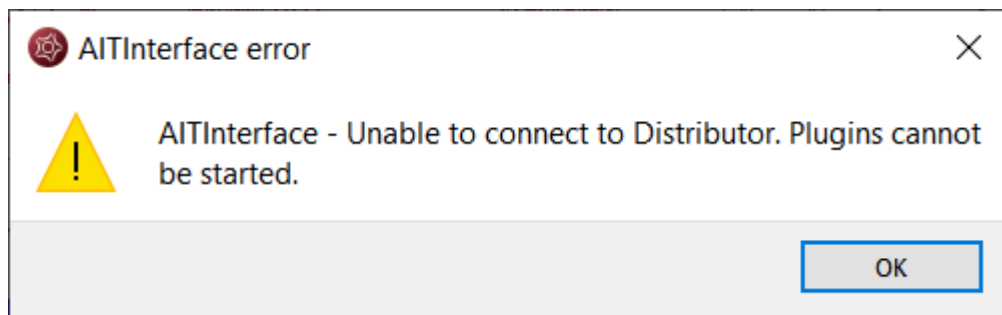 AITInterface error
AITInterface - Unable to connect to Distributor. Plugins cannot
be started.
OK